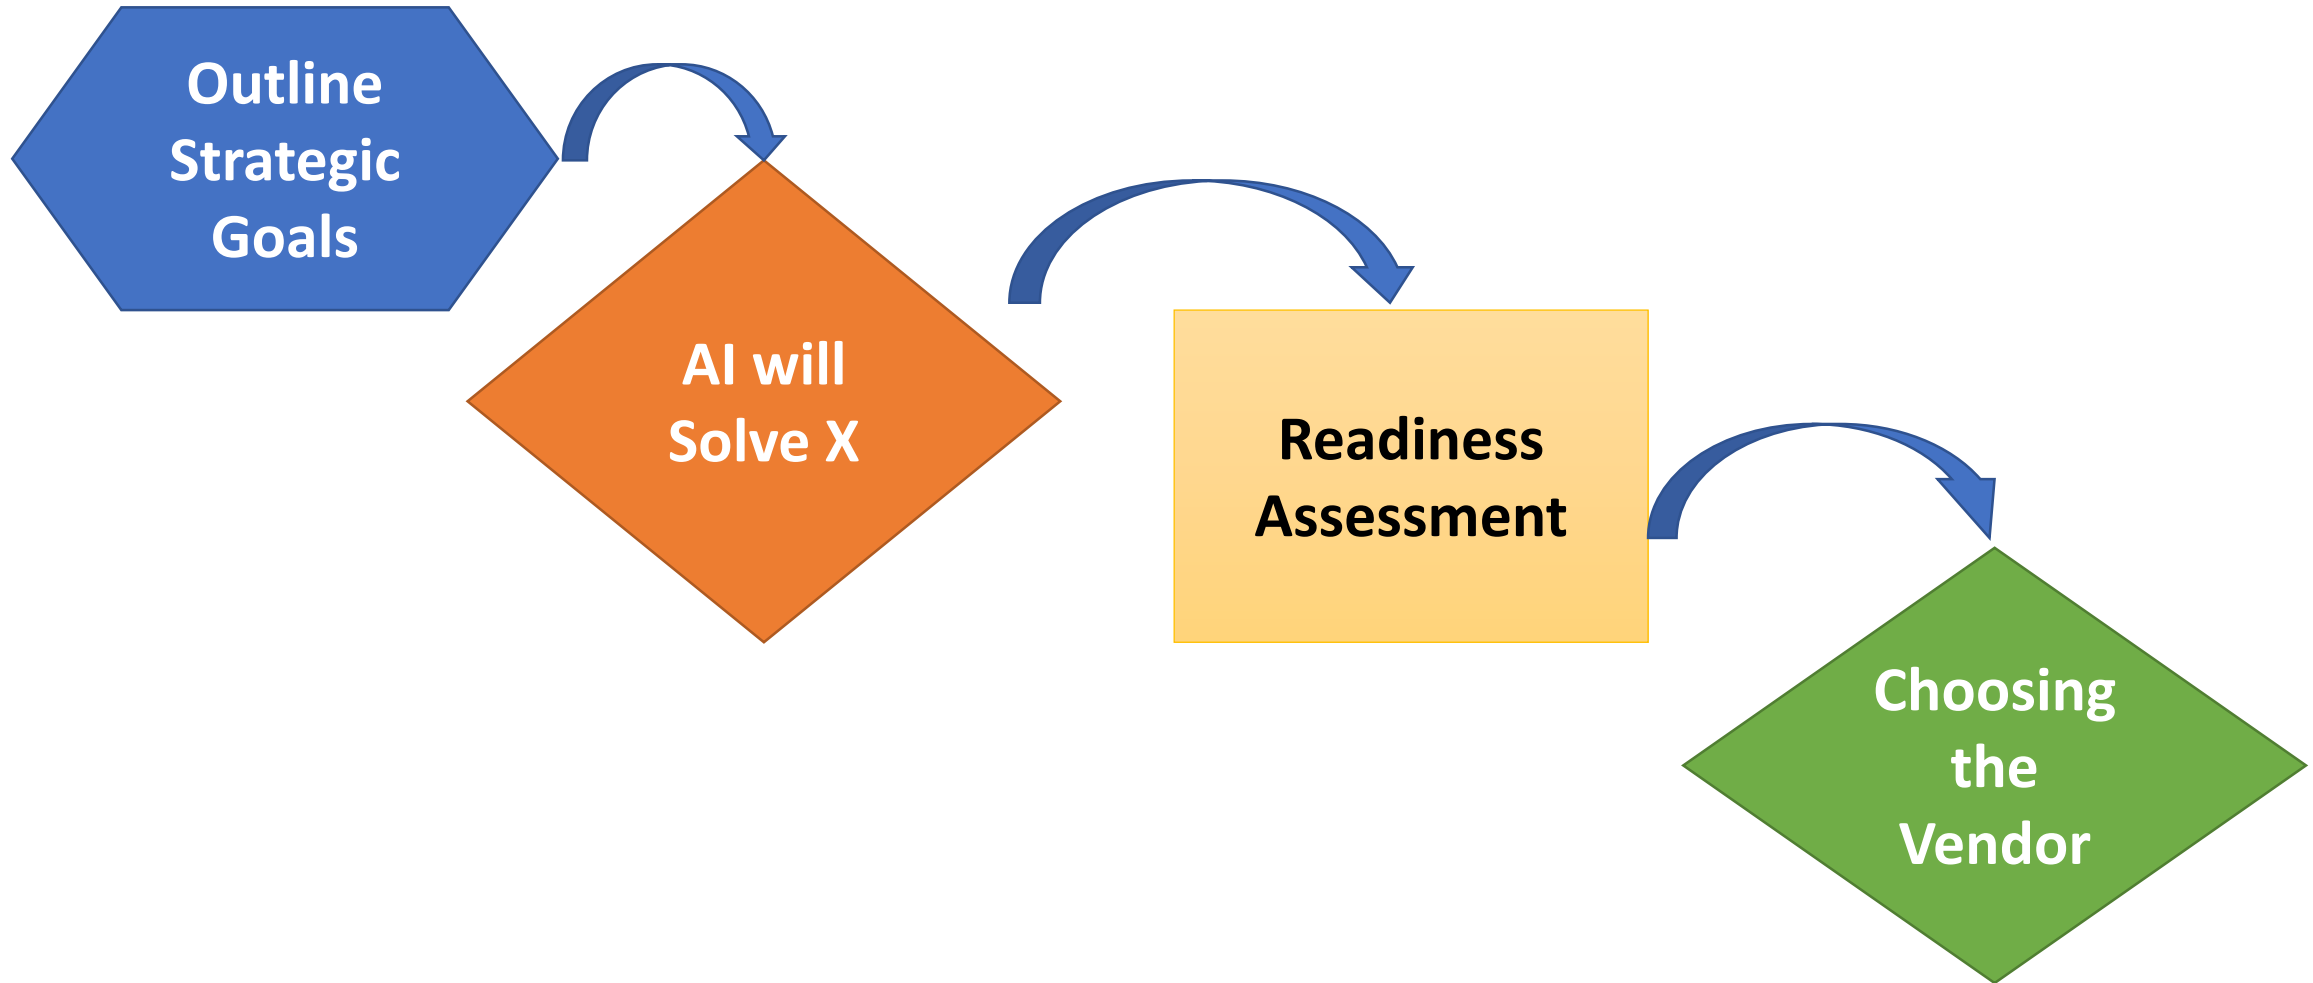 Outline
Strategic
Goals
AI will
Solve X
Readiness
Assessment
Choosing
the
Vendor